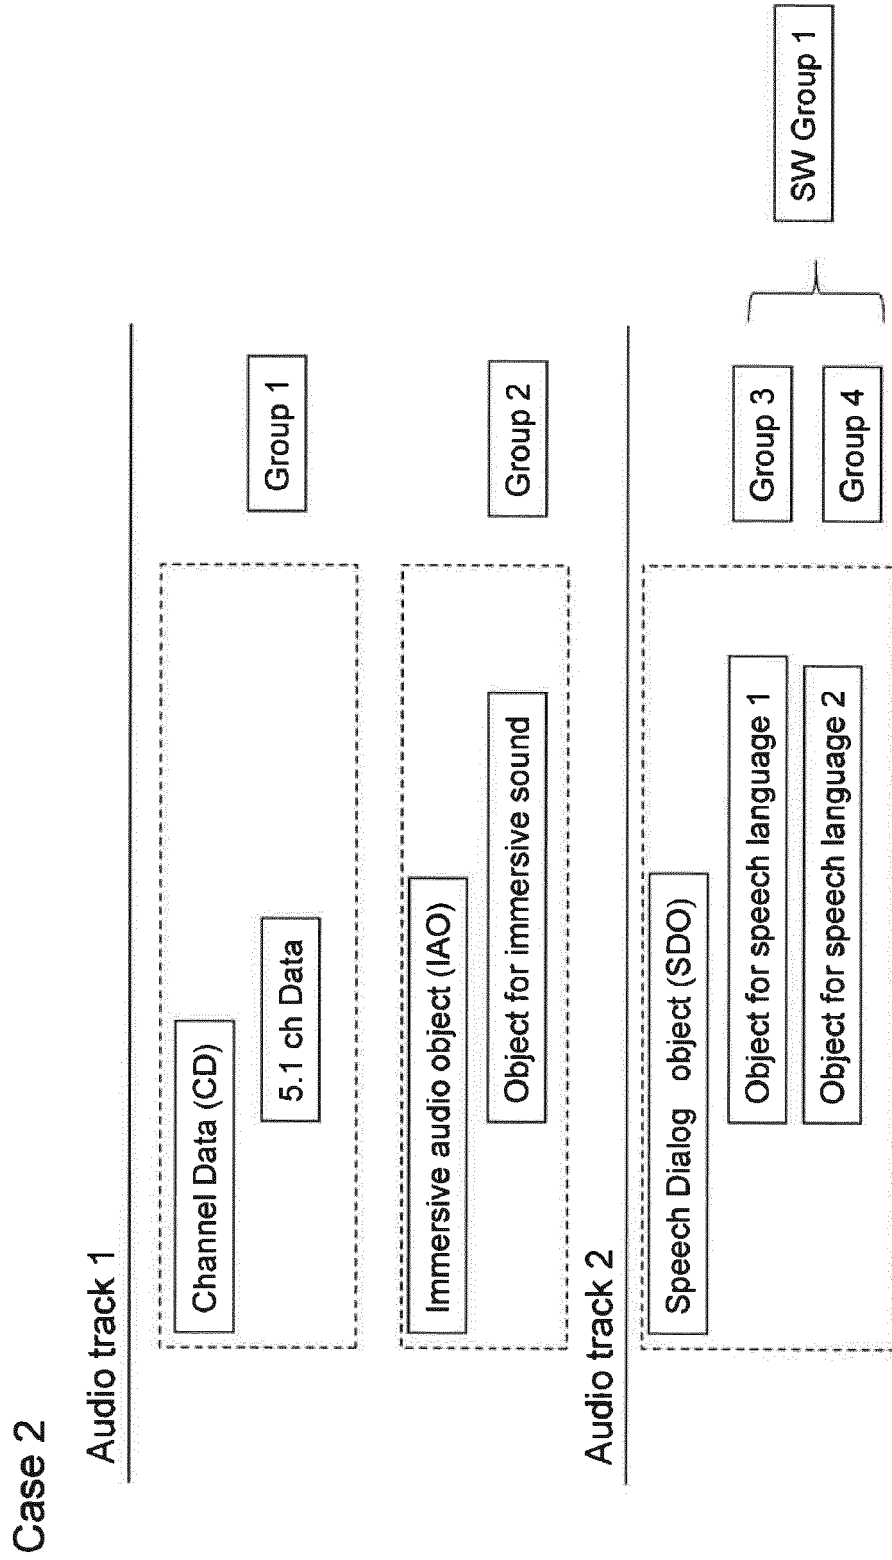 Case 2
Audio track 1
Channel Data (CD)
5.1 ch Data
Group 1
Immersive audio object (IAO)
Object for immersive sound
Group 2
Audio track 2
Speech Dialog object (SDO)
Object for speech language 1
Group 3
Object for speech language 2
Group 4
SW Group 1